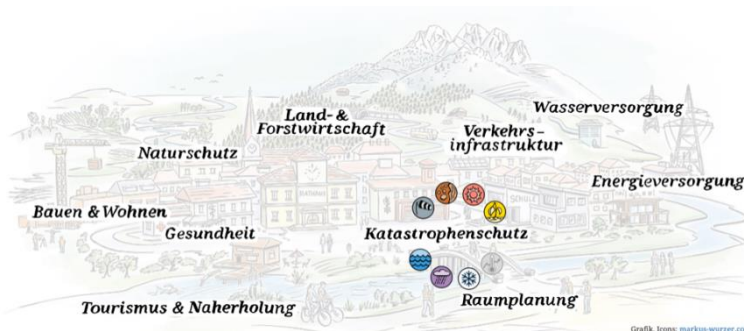 Wasserversorgung
Land- &
Forstwirtschaft
Verkehrs-
infrastruktur
Naturschutz
Energieversorgung
Bauen & Wohnen
Gesundheit
Katastrophenschutz
Tourismus & Naherholung
Raumplanung
Grafik, Icons: markus-wurzer.co